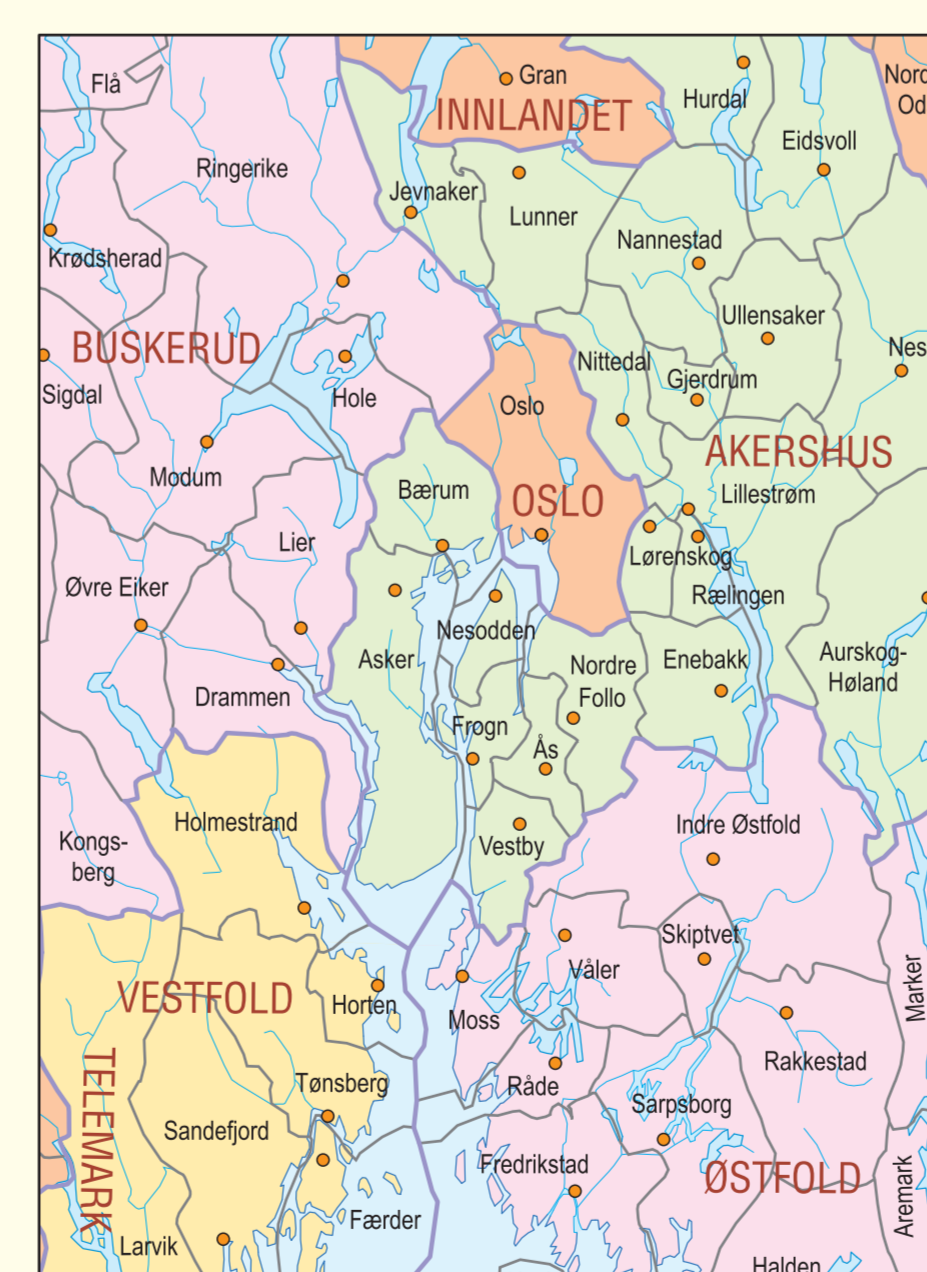 Flå
Gran
INNLANDET
Hurdal
Nord
Od
Eidsvoll
Ringerike
Jevnaker
Lunner
Nannestad
Krødsherad
Ullensaker
BUSKERUD
Nes
Nittedal
Gjerdrum
Sigdal
Hole
Oslo
AKERSHUS
Modum
Bærum
OSLO
Lillestrøm
Lier
Lørenskog
Øvre Eiker
Rælingen
Nesodden
Asker
Nordre
Follo
Enebakk
Aurskog-
Høland
Drammen
Frogn
Ås
Holmestrand
Vestby
Indre Østfold
Kongs-
berg
Skiptvet
Våler
Marker
VESTFOLD
Horten
Moss
Rakkestad
TELEMARK
Tønsberg
Råde
Sarpsborg
Sandefjord
Fredrikstad
ØSTFOLD
Aremark
Færder
Larvik
Halden